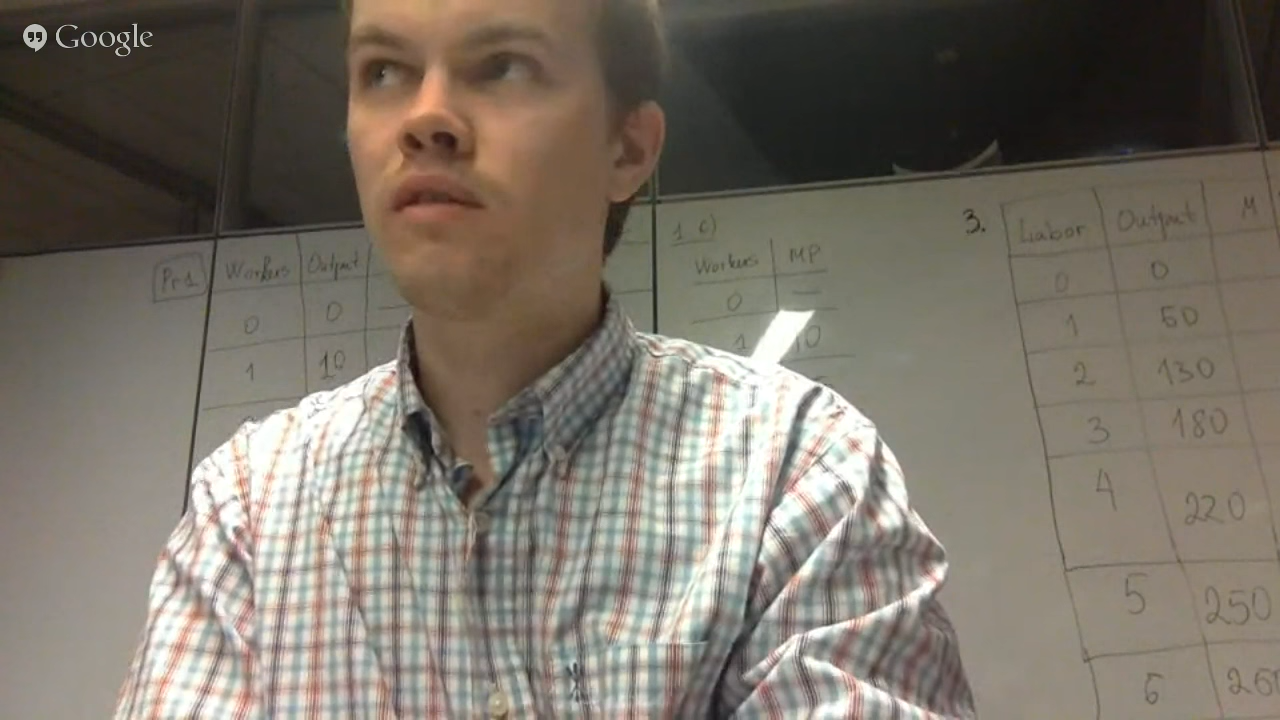 Google
Pr1
Workers Output
0 0
1 10
1 c)
Workers MP
0 —
1 10
3.
Labor Output M
0 0
1 50
2 130
3 180
4 220
5 250
6